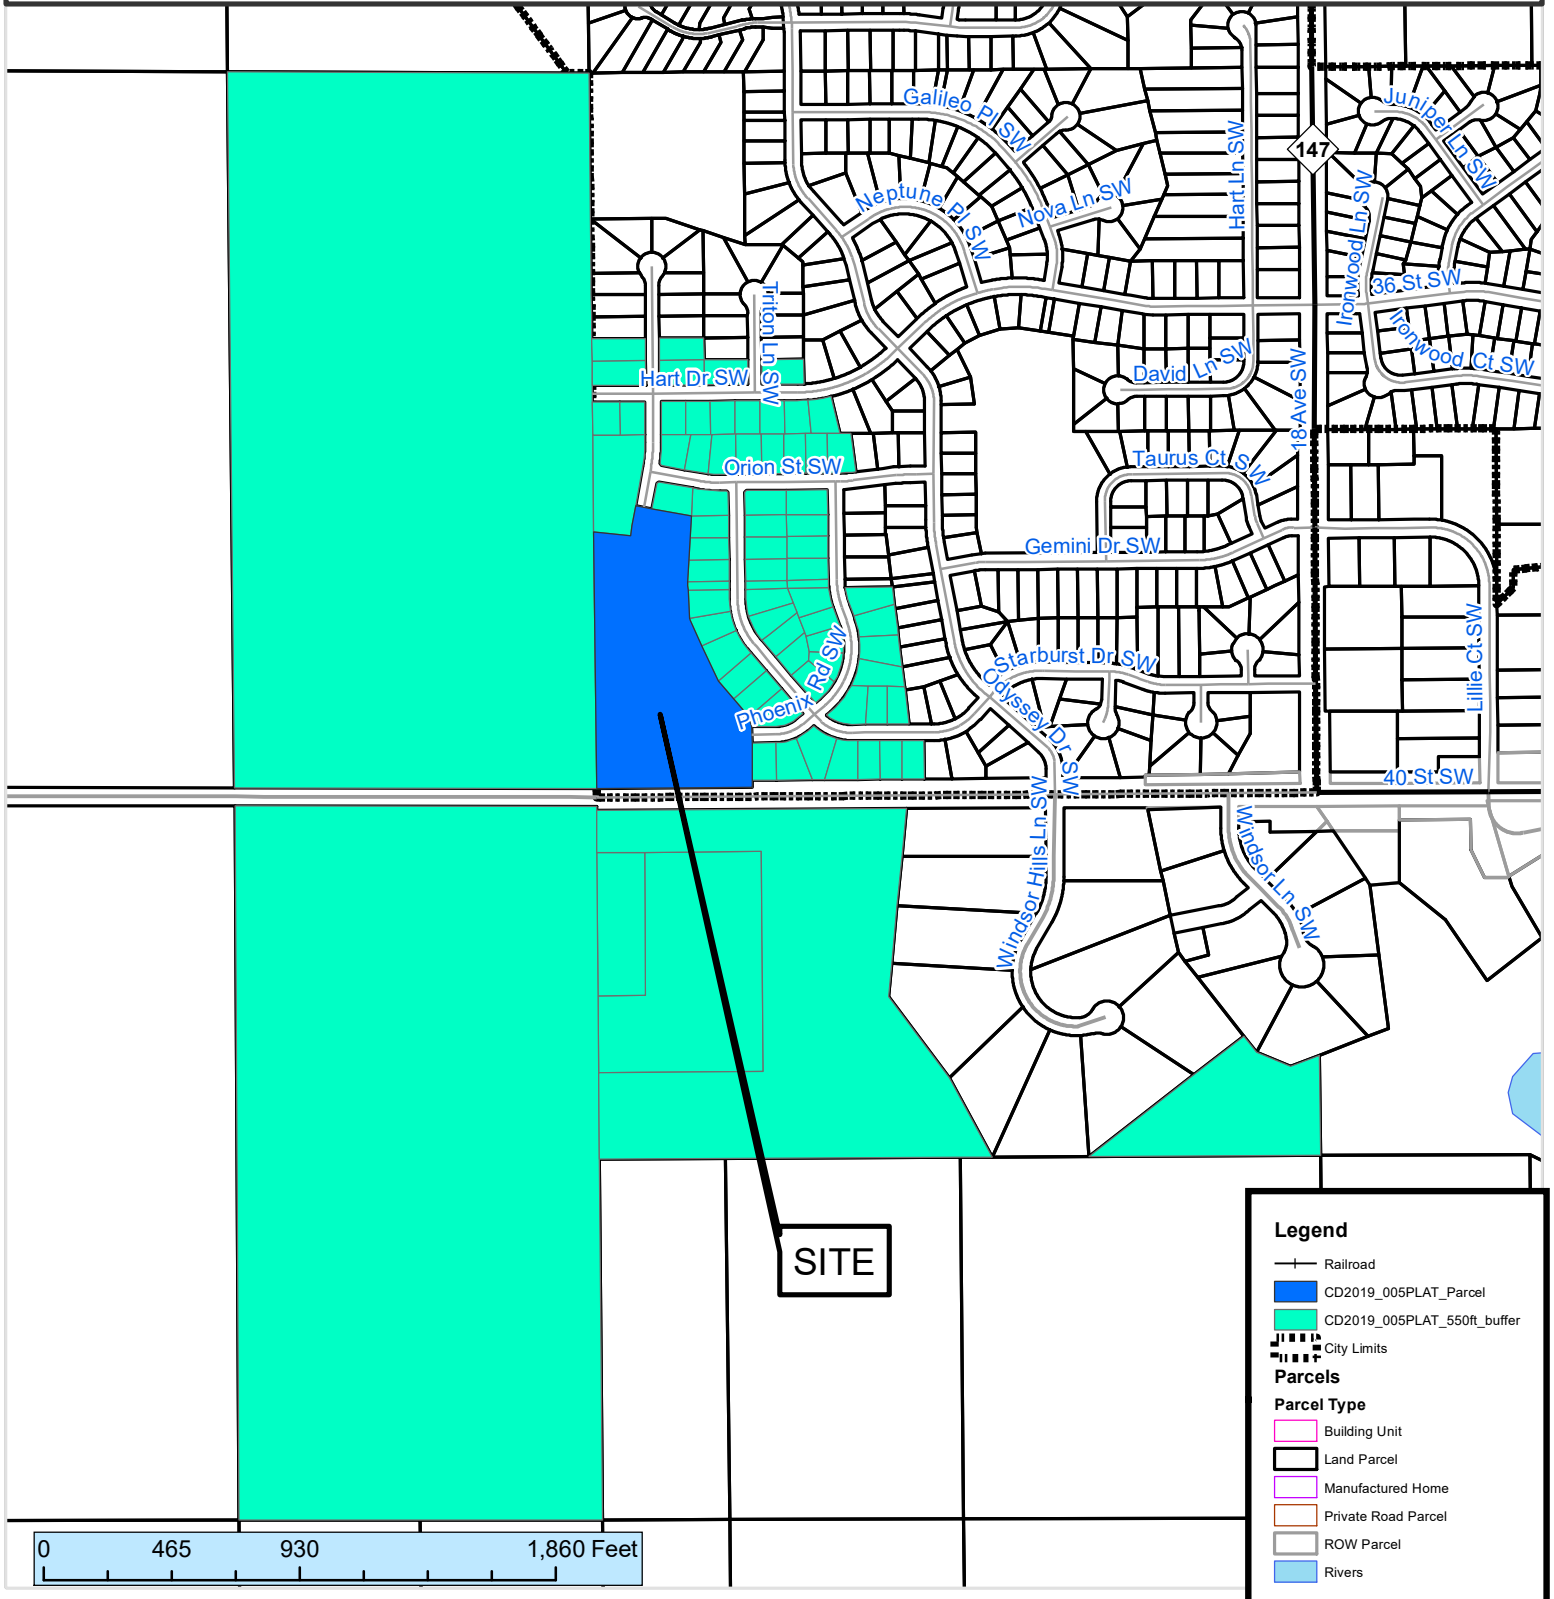 Galileo Pl SW
Juniper Ln SW
147
Hart Ln SW
Neptune Pl SW
Nova Ln SW
Ironwood Ln SW
36 St SW
Triton Ln SW
Ironwood Ct SW
Hart Dr SW
David Ln SW
18 Ave SW
Orion St SW
Taurus Ct SW
Gemini Dr SW
Phoenix Rd SW
Starburst Dr SW
Lillie Ct SW
Odyssey Dr SW
40 St SW
Windsor Hills Ln SW
Windsor Ln SW
SITE
Legend
Railroad
CD2019_005PLAT_Parcel
CD2019_005PLAT_550ft_buffer
City Limits
Parcels
Parcel Type
Building Unit
Land Parcel
Manufactured Home
Private Road Parcel
ROW Parcel
Rivers
0 465 930 1,860 Feet